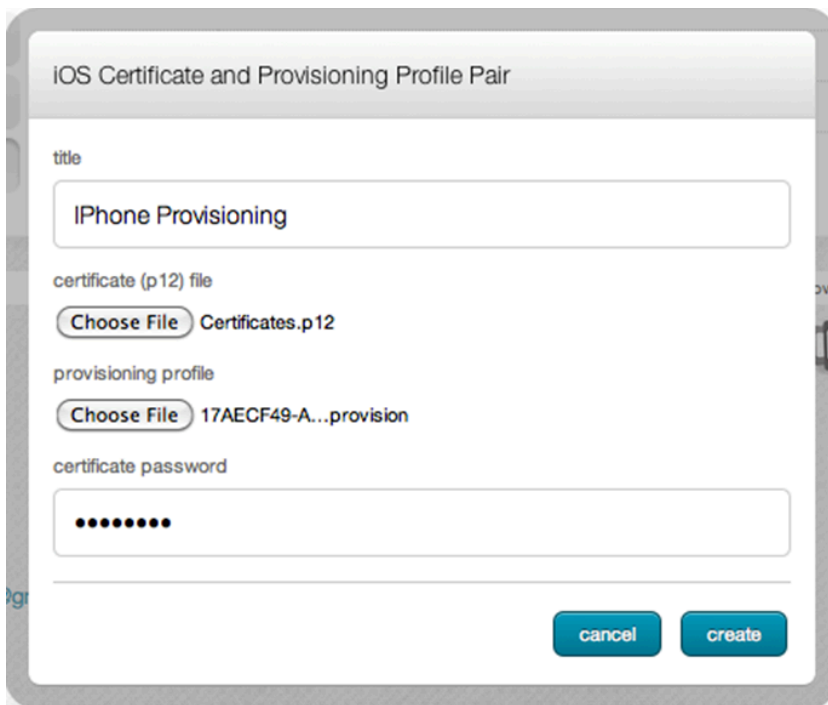 iOS Certificate and Provisioning Profile Pair
title
IPhone Provisioning
certificate (p12) file
Choose File Certificates.p12
provisioning profile
Choose File 17AECF49-A...provision
certificate password
••••••••
cancel create